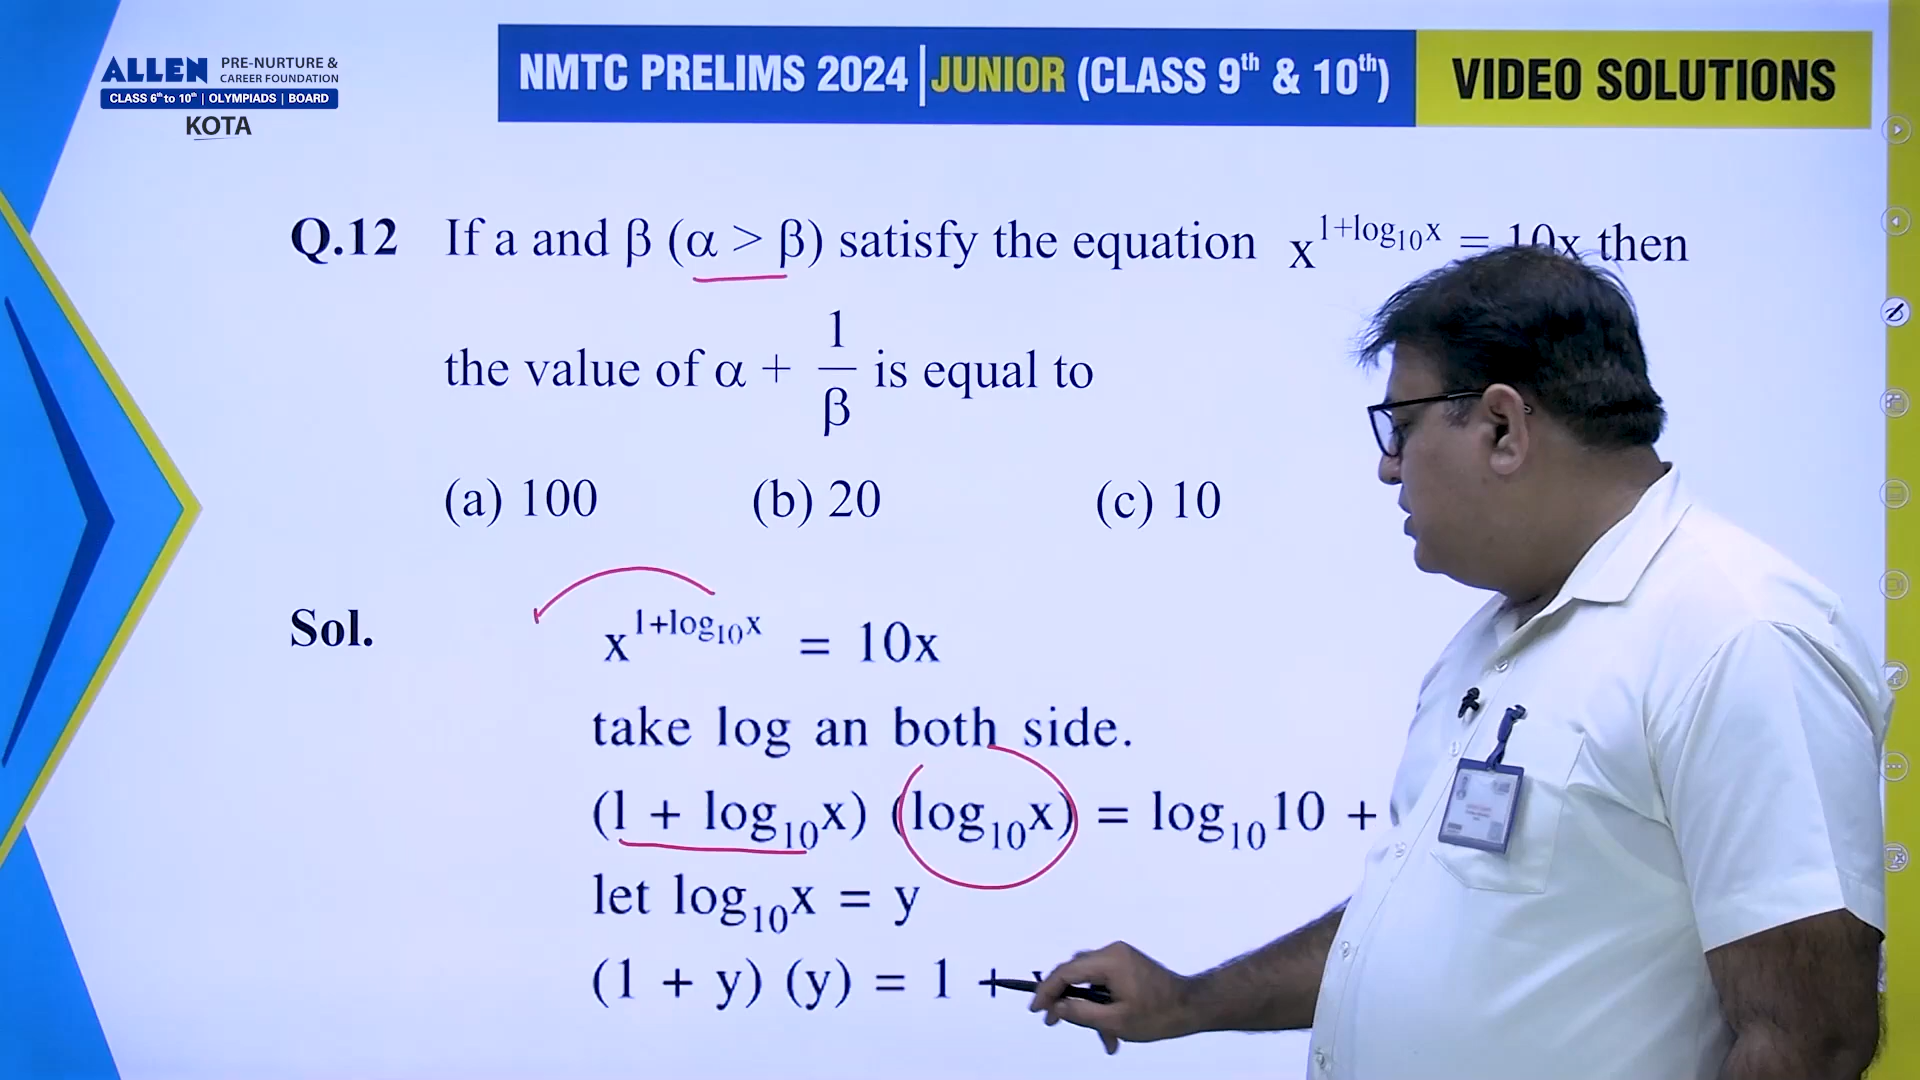 ALLEN
PRE-NURTURE &
CAREER FOUNDATION
CLASS 6th to 10th | OLYMPIADS | BOARD
KOTA
NMTC PRELIMS 2024 | JUNIOR (CLASS 9th & 10th)
VIDEO SOLUTIONS
Q.12 If a and β (α > β) satisfy the equation x^{1+log₁₀x} = 10x then
the value of α + 1/β is equal to
(a) 100 (b) 20 (c) 10
Sol. x^{1+log₁₀x} = 10x
take log an both side.
(1 + log₁₀x) (log₁₀x) = log₁₀10 +
let log₁₀x = y
(1 + y) (y) = 1 +